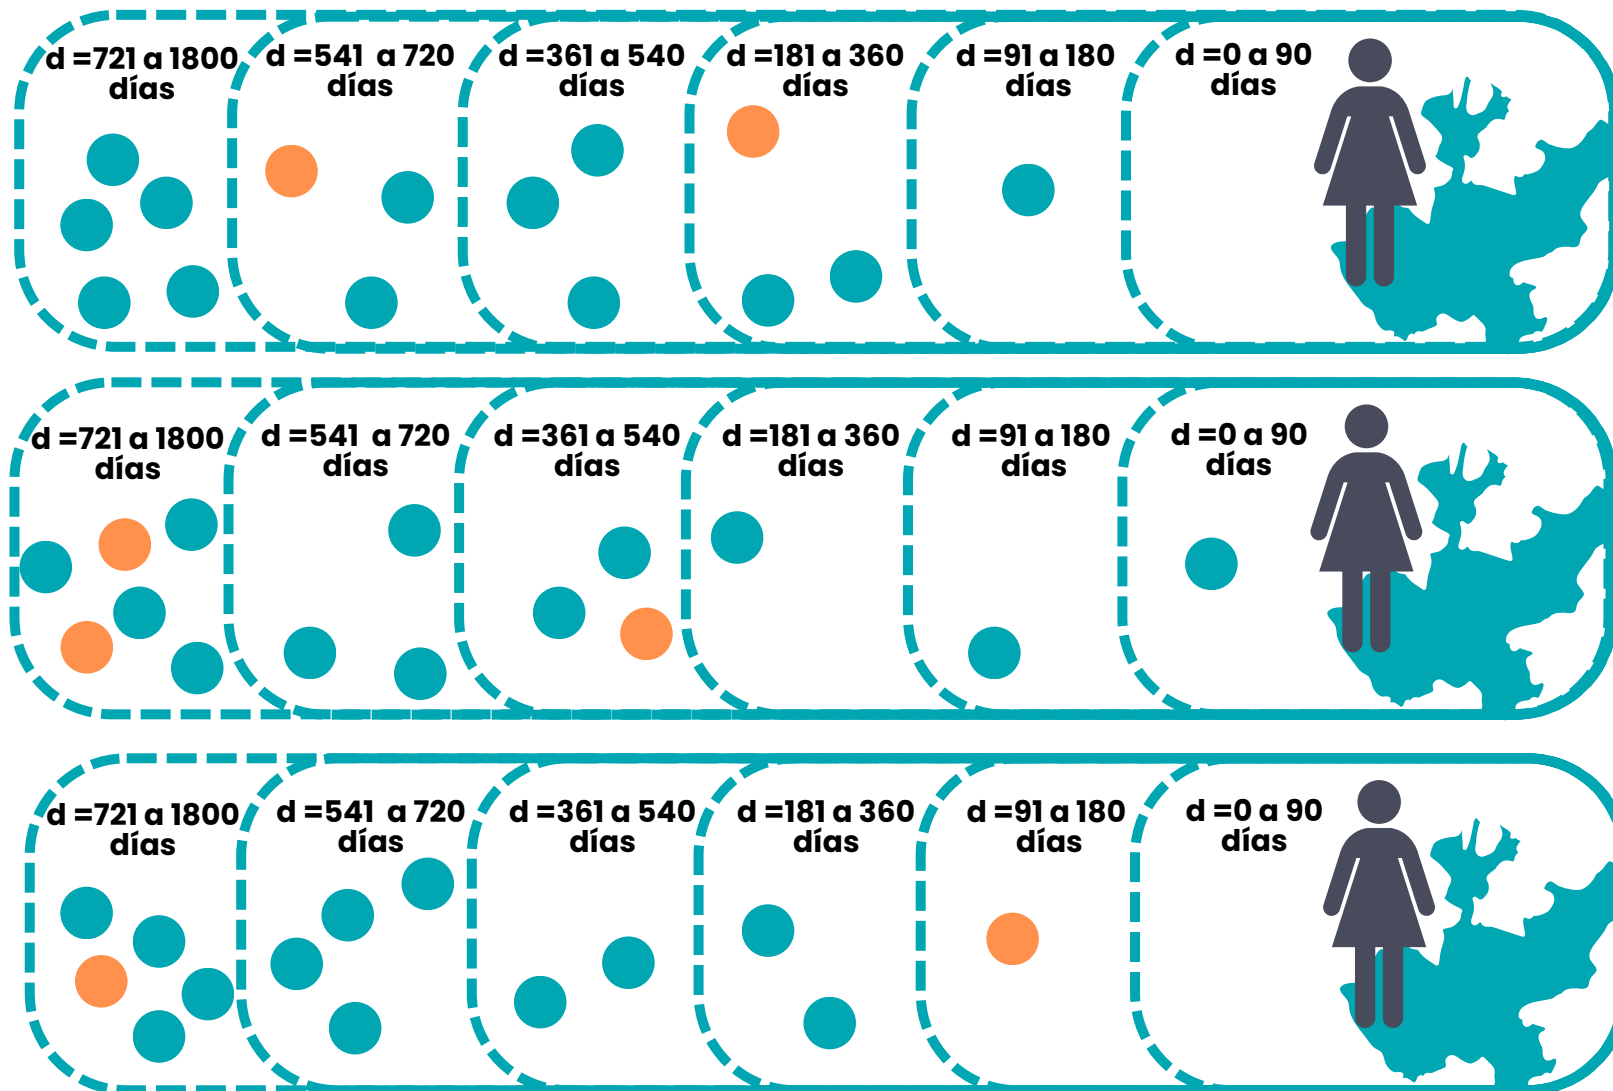 d =721 a 1800
días
d =541 a 720
días
d =361 a 540
días
d =181 a 360
días
d =91 a 180
días
d =0 a 90
días
d =721 a 1800
días
d =541 a 720
días
d =361 a 540
días
d =181 a 360
días
d =91 a 180
días
d =0 a 90
días
d =721 a 1800
días
d =541 a 720
días
d =361 a 540
días
d =181 a 360
días
d =91 a 180
días
d =0 a 90
días